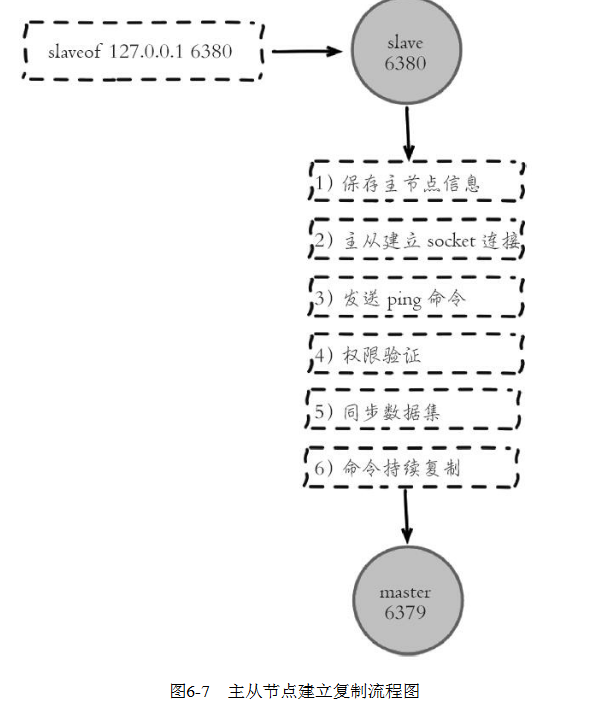 slaveof 127.0.0.1 6380
slave
6380
1) 保存主节点信息
2) 主从建立 socket 连接
3) 发送 ping 命令
4) 权限验证
5) 同步数据集
6) 命令持续复制
master
6379
图6-7 主从节点建立复制流程图